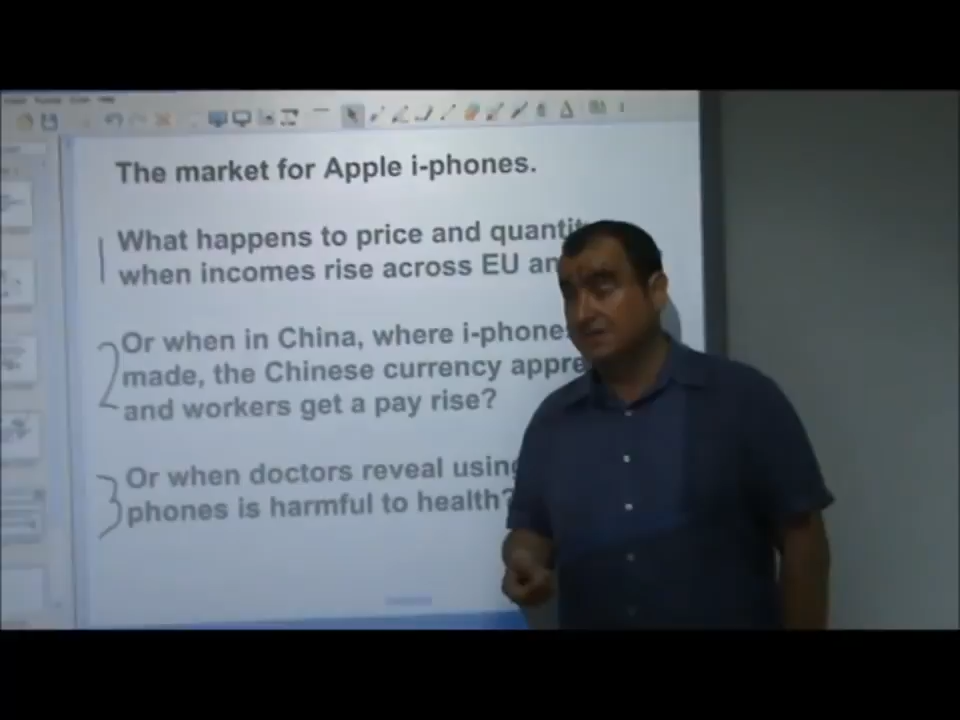 The market for Apple i-phones.
1 What happens to price and quantit
when incomes rise across EU an
2 Or when in China, where i-phone
made, the Chinese currency appre
and workers get a pay rise?
3 Or when doctors reveal using
phones is harmful to health?